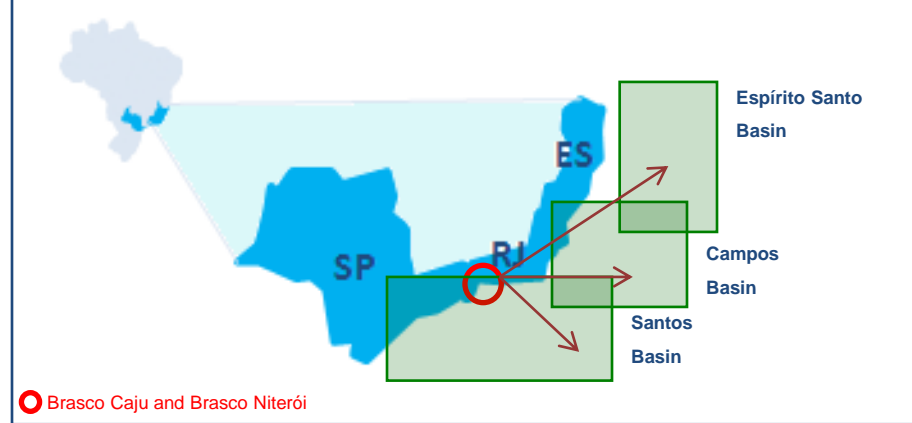 Espírito Santo
Basin
ES
SP
RJ
Campos
Basin
Santos
Basin
Brasco Caju and Brasco Niterói